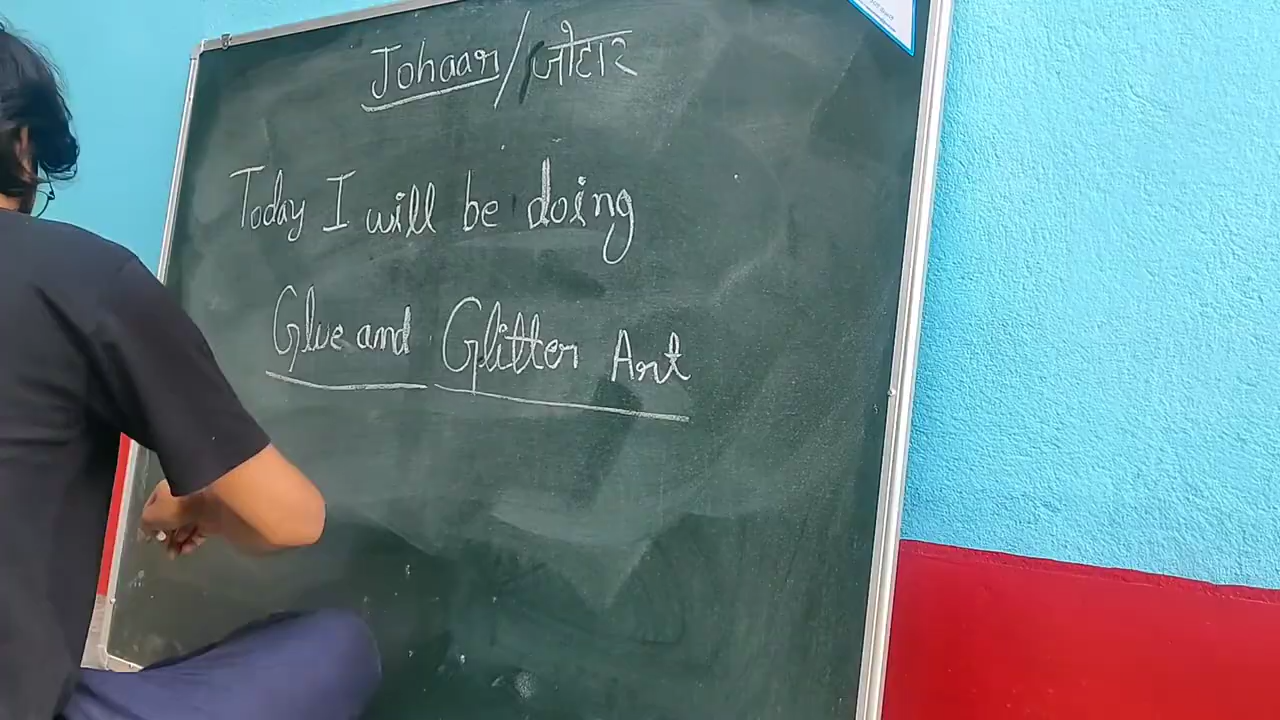 Johaar/जोहार
Today I will be doing
Glue and Glitter Art